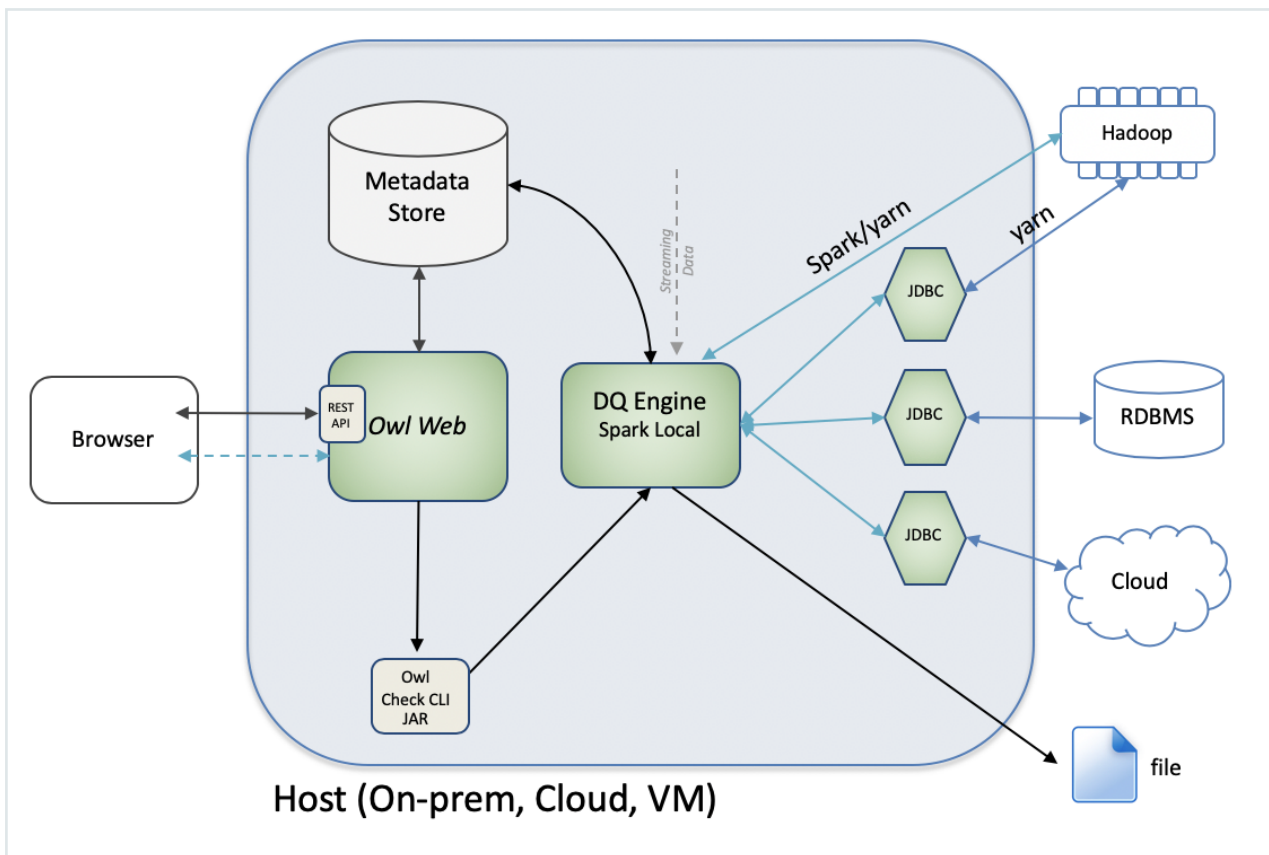 Metadata
Store
Hadoop
Spark/yarn
yarn
Streaming
Data
JDBC
Browser
REST
API
Owl Web
DQ Engine
Spark Local
JDBC
RDBMS
JDBC
Cloud
Owl
Check CLI
JAR
file
Host (On-prem, Cloud, VM)